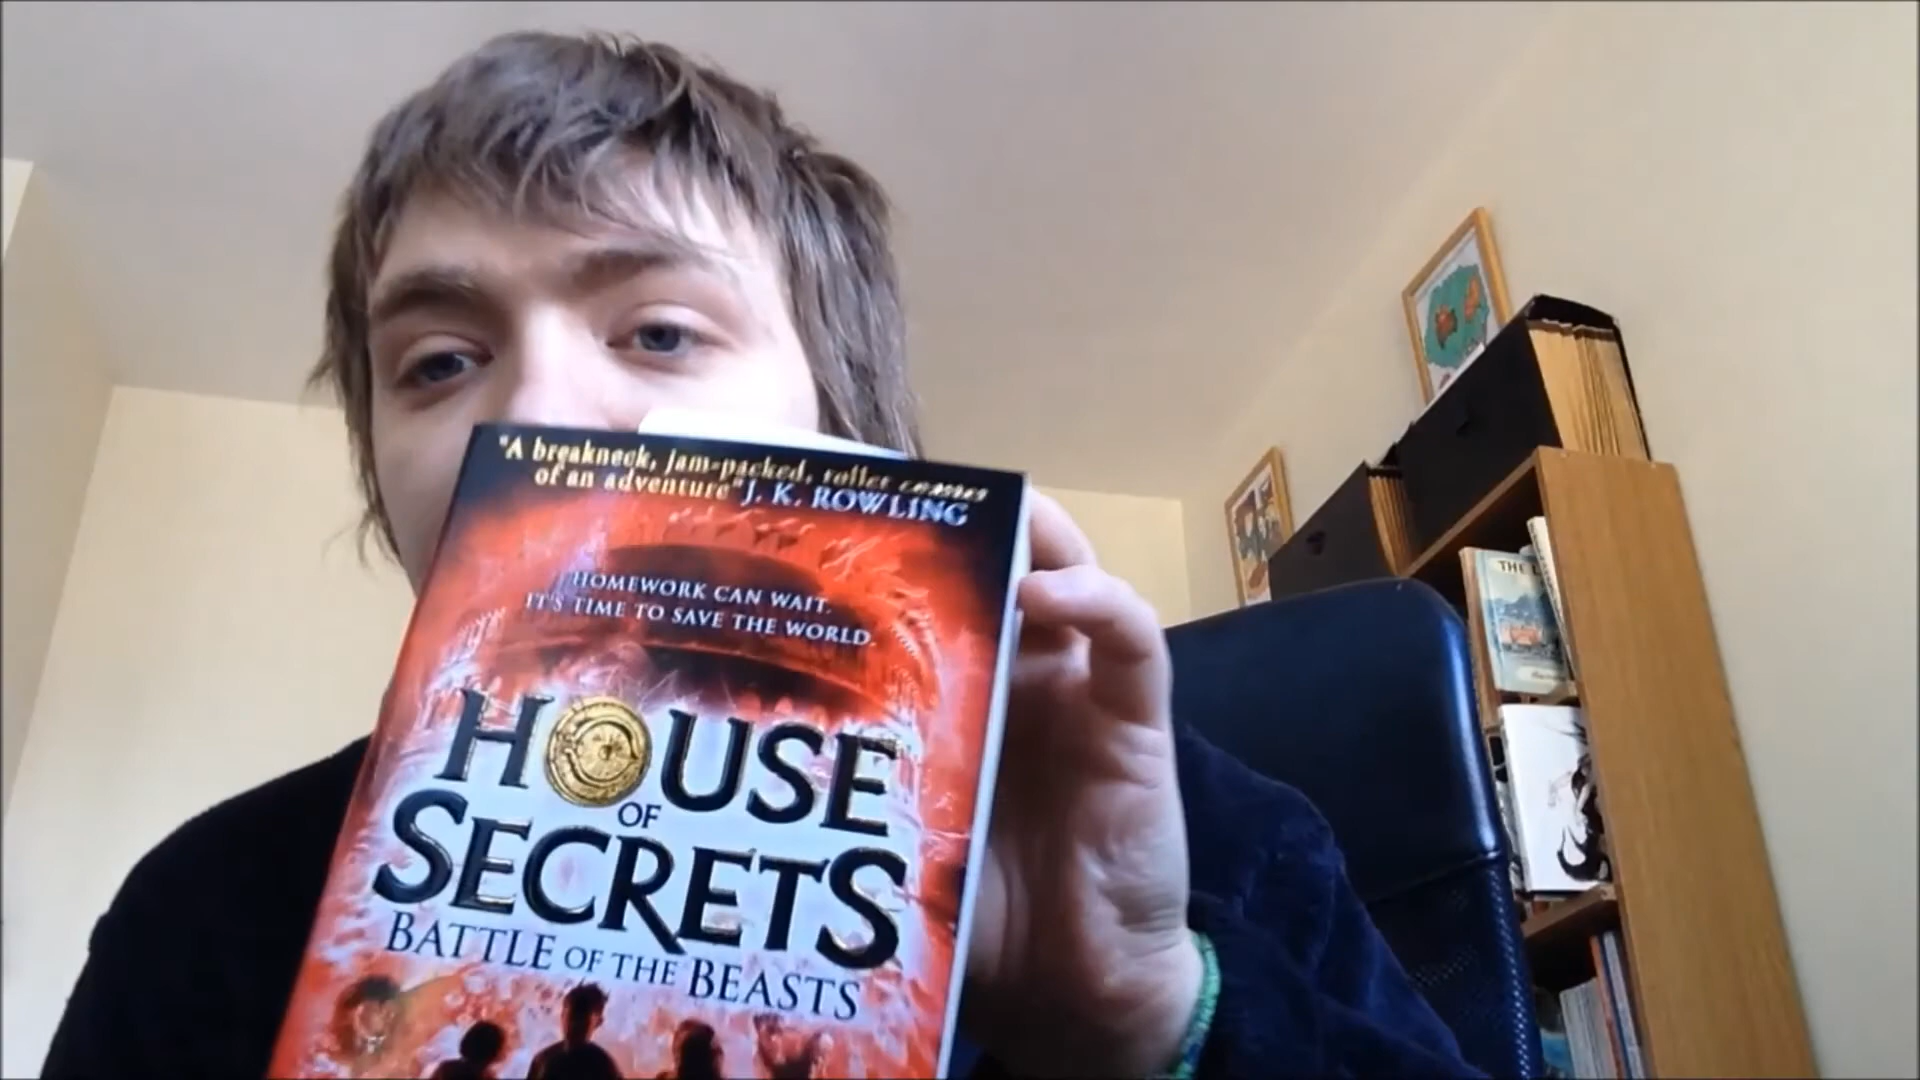 "A breakneck, jam-packed, roller coaster
of an adventure" J. K. ROWLING
HOMEWORK CAN WAIT.
IT'S TIME TO SAVE THE WORLD.
HOUSE
OF
SECRETS
BATTLE OF THE BEASTS
THE